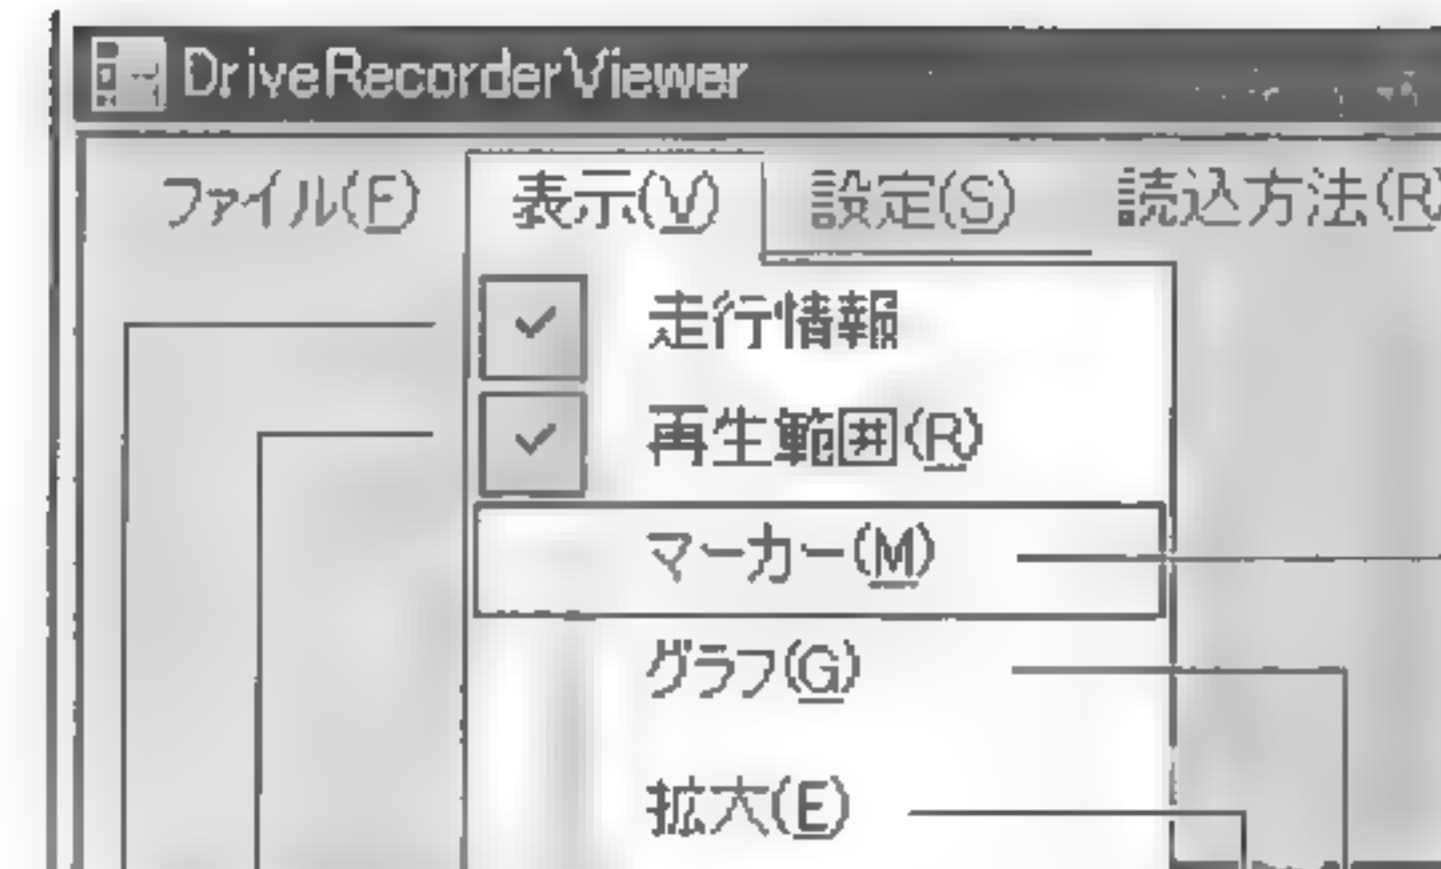 DriveRecorderViewer
ファイル(F) 表示(V) 設定(S) 読込方法(R)
走行情報
再生範囲(R)
マーカー(M)
グラフ(G)
拡大(E)